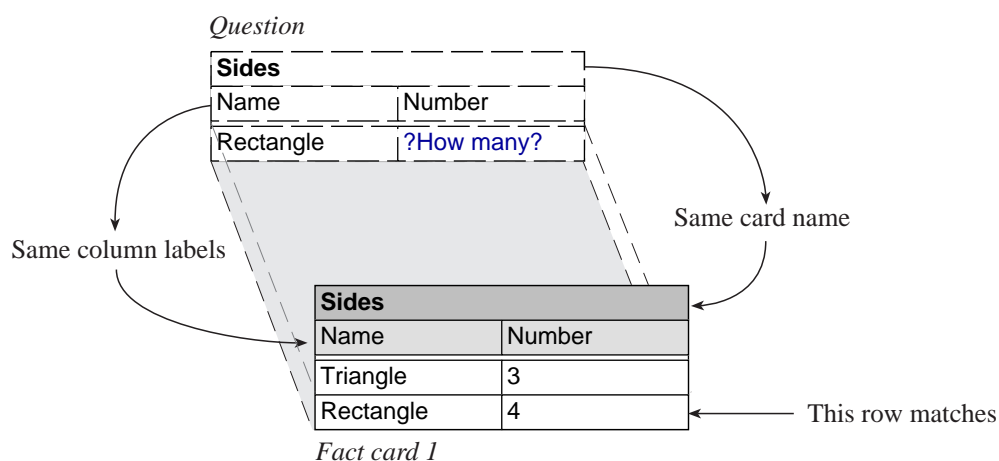 Question
Sides
Name Number
Rectangle ?How many?
Same card name
Same column labels
Sides
Name Number
Triangle 3
Rectangle 4
This row matches
Fact card 1